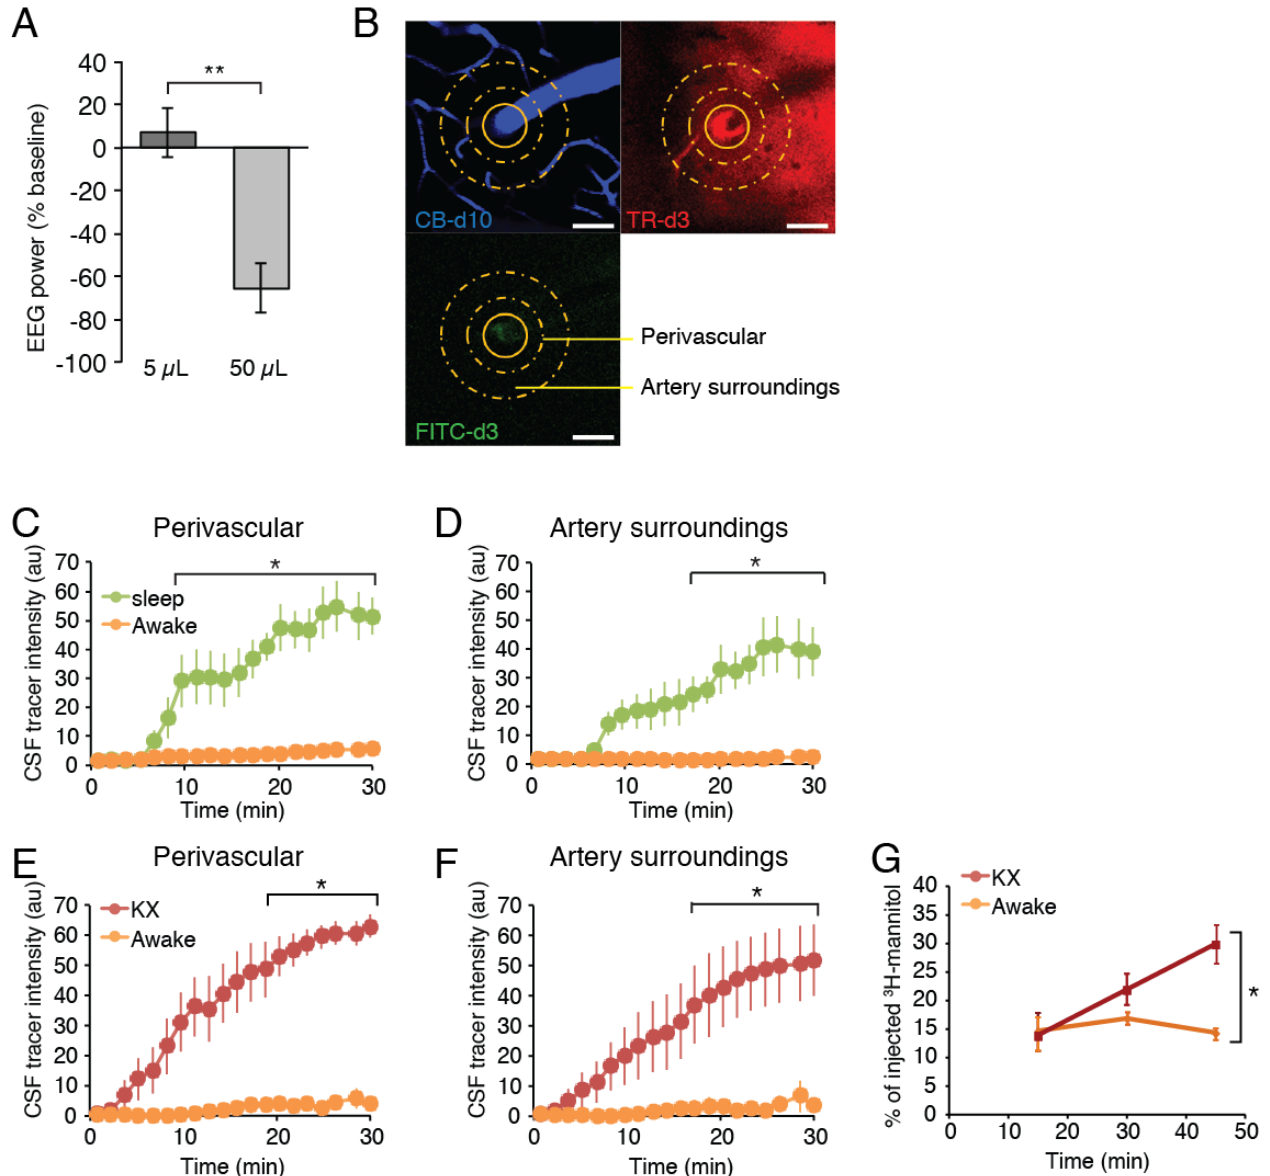 A
40
20
0
-20
-40
-60
-80
-100
EEG power (% baseline)
**
5 µL
50 µL
B
CB-d10
TR-d3
FITC-d3
Perivascular
Artery surroundings
C
Perivascular
70
60
50
40
30
20
10
0
CSF tracer intensity (au)
*
sleep
Awake
0 10 20 30
Time (min)
D
Artery surroundings
70
60
50
40
30
20
10
0
CSF tracer intensity (au)
*
0 10 20 30
Time (min)
E
Perivascular
70
60
50
40
30
20
10
0
CSF tracer intensity (au)
*
KX
Awake
0 10 20 30
Time (min)
F
Artery surroundings
70
60
50
40
30
20
10
0
CSF tracer intensity (au)
*
0 10 20 30
Time (min)
G
40
35
30
25
20
15
10
5
0
% of injected ³H-mannitol
KX
Awake
*
0 10 20 30 40 50
Time (min)